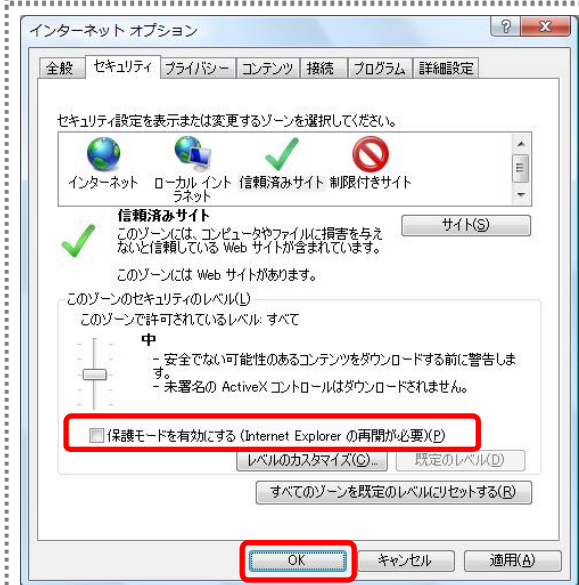 インターネット オプション
全般 セキュリティ プライバシー コンテンツ 接続 プログラム 詳細設定
セキュリティ設定を表示または変更するゾーンを選択してください。
インターネット ローカル イントラネット 信頼済みサイト 制限付きサイト
信頼済みサイト
このゾーンには、コンピュータやファイルに損害を与え
ないと信頼している Web サイトが含まれています。
サイト(S)
このゾーンには Web サイトがあります。
このゾーンのセキュリティのレベル(L)
このゾーンで許可されているレベル: すべて
中
- 安全でない可能性のあるコンテンツをダウンロードする前に警告しま
す。
- 未署名の ActiveX コントロールはダウンロードされません。
保護モードを有効にする (Internet Explorer の再開が必要)(P)
レベルのカスタマイズ(C)... 既定のレベル(D)
すべてのゾーンを既定のレベルにリセットする(R)
OK キャンセル 適用(A)